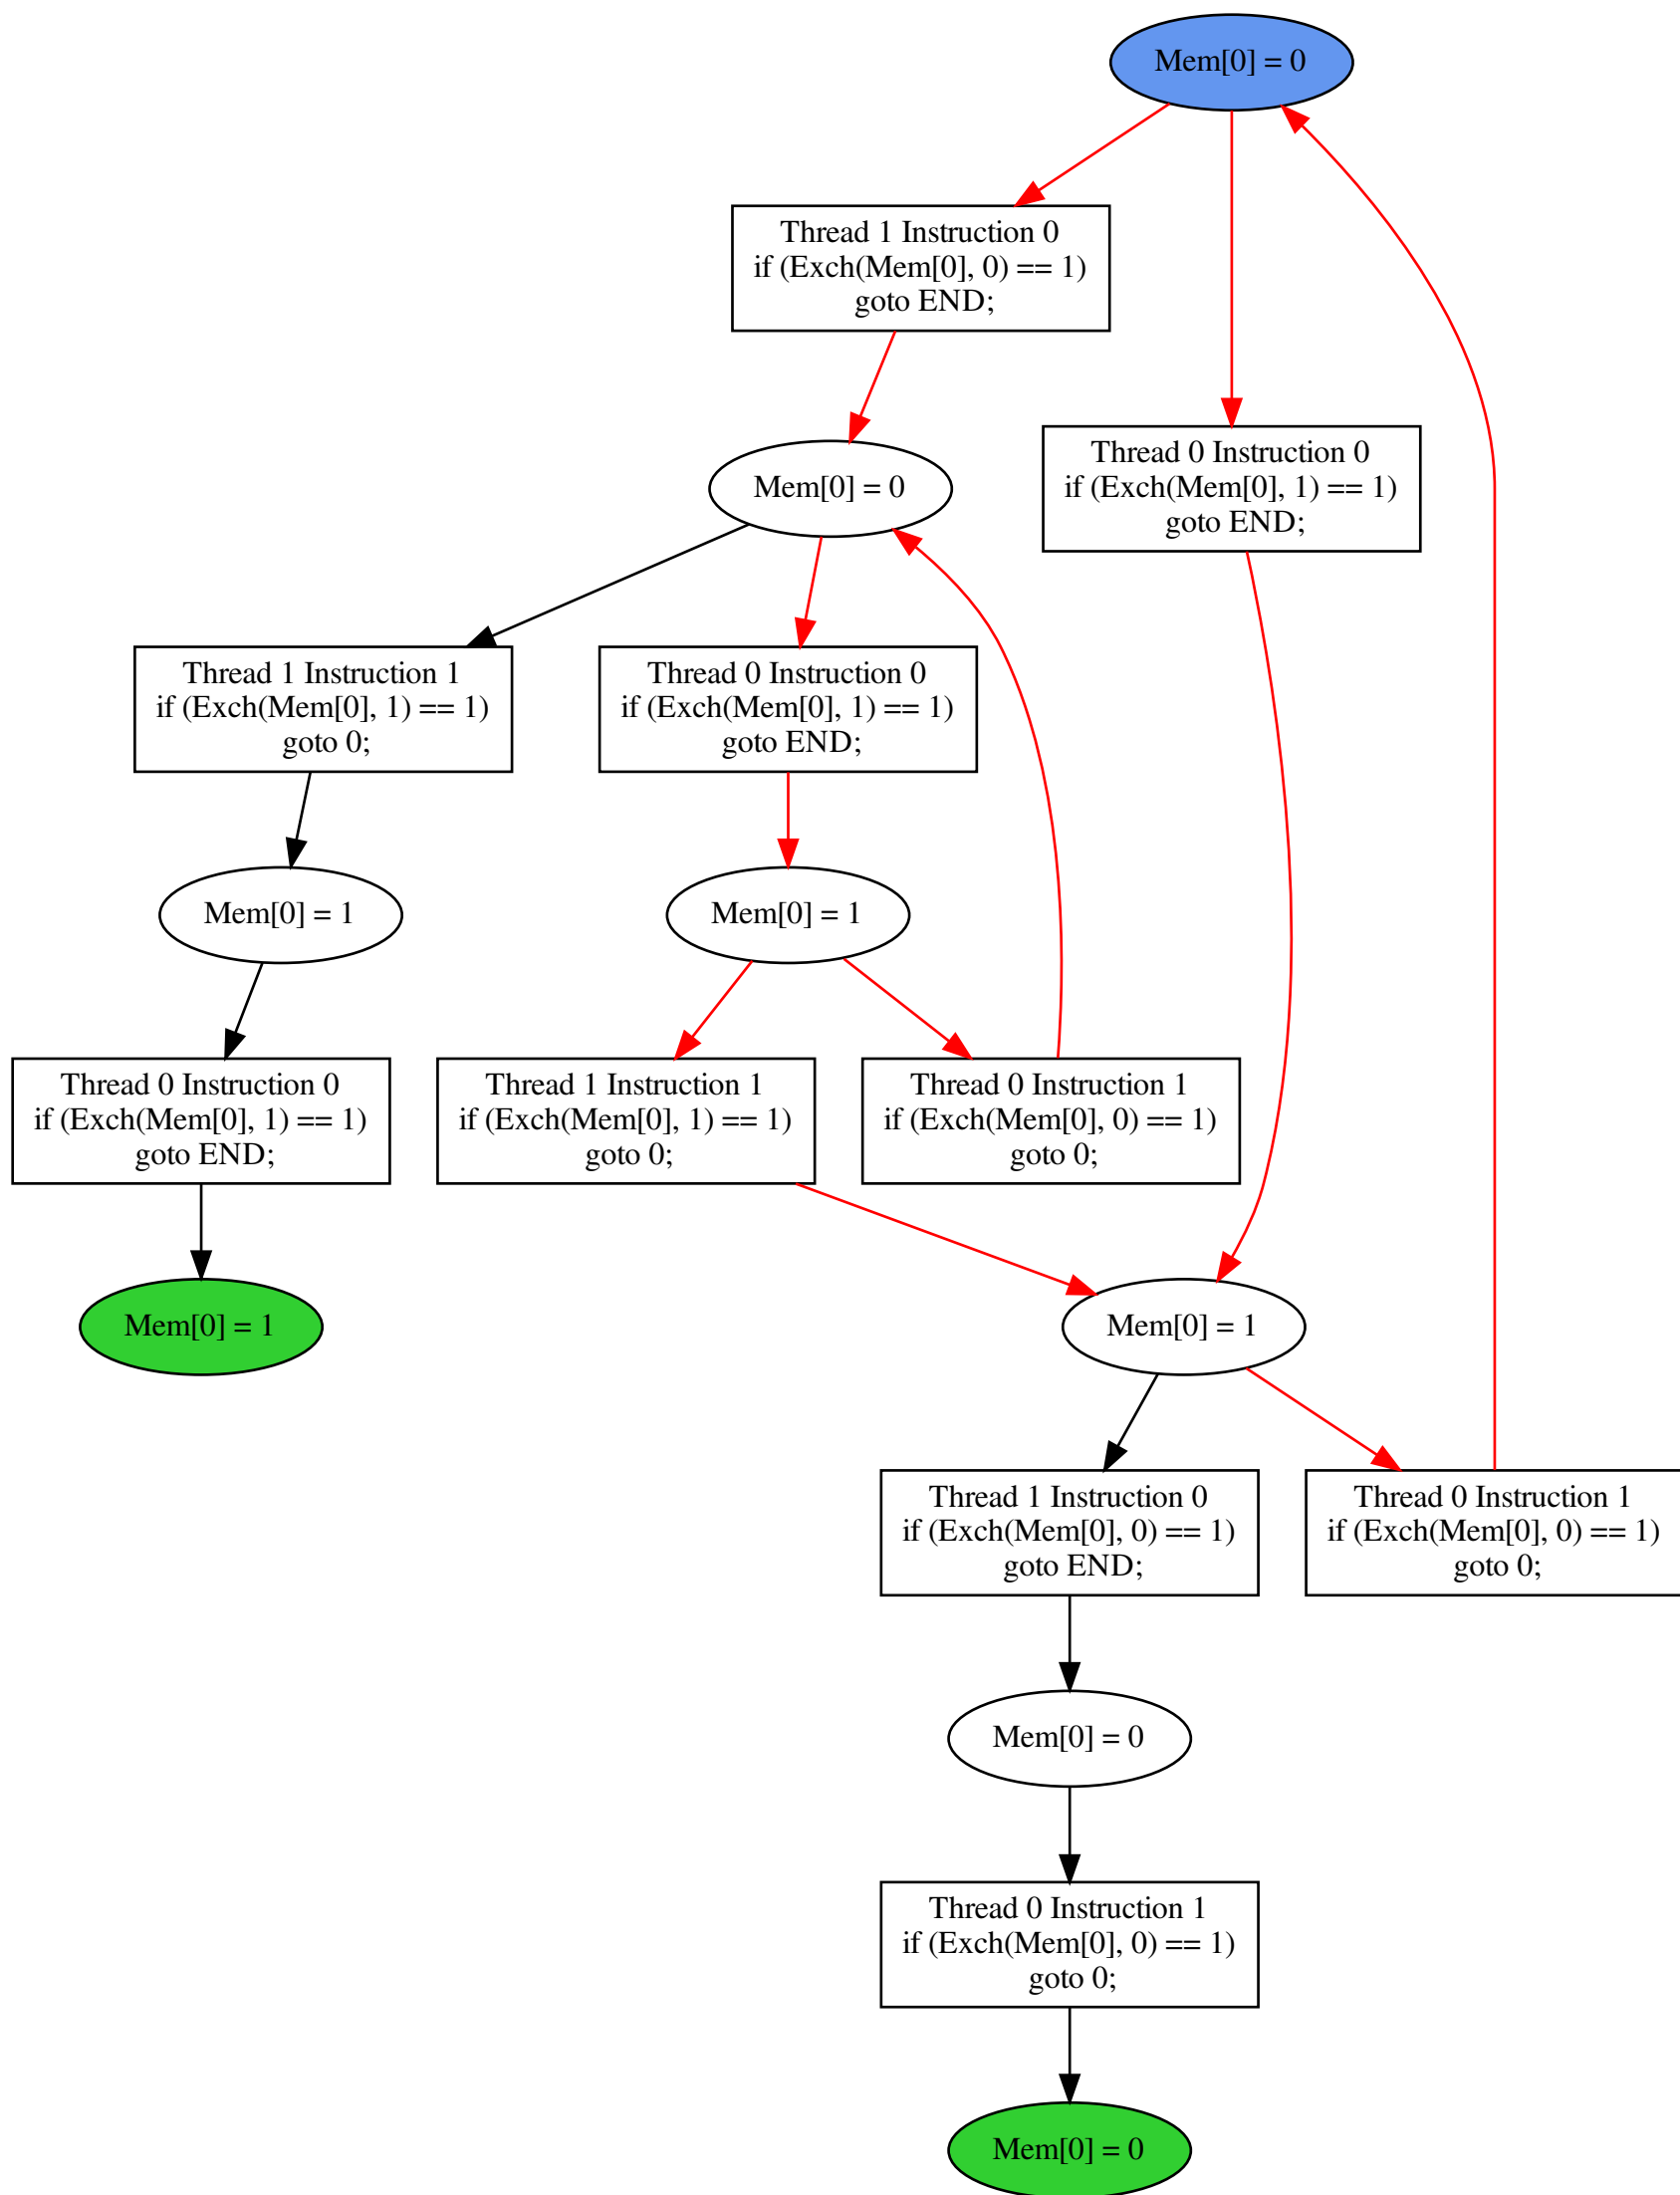 Mem[0] = 0
Thread 1 Instruction 0
if (Exch(Mem[0], 0) == 1)
goto END;
Mem[0] = 0
Thread 0 Instruction 0
if (Exch(Mem[0], 1) == 1)
goto END;
Thread 1 Instruction 1
if (Exch(Mem[0], 1) == 1)
goto 0;
Thread 0 Instruction 0
if (Exch(Mem[0], 1) == 1)
goto END;
Mem[0] = 1
Mem[0] = 1
Thread 0 Instruction 0
if (Exch(Mem[0], 1) == 1)
goto END;
Thread 1 Instruction 1
if (Exch(Mem[0], 1) == 1)
goto 0;
Thread 0 Instruction 1
if (Exch(Mem[0], 0) == 1)
goto 0;
Mem[0] = 1
Mem[0] = 1
Thread 1 Instruction 0
if (Exch(Mem[0], 0) == 1)
goto END;
Thread 0 Instruction 1
if (Exch(Mem[0], 0) == 1)
goto 0;
Mem[0] = 0
Thread 0 Instruction 1
if (Exch(Mem[0], 0) == 1)
goto 0;
Mem[0] = 0